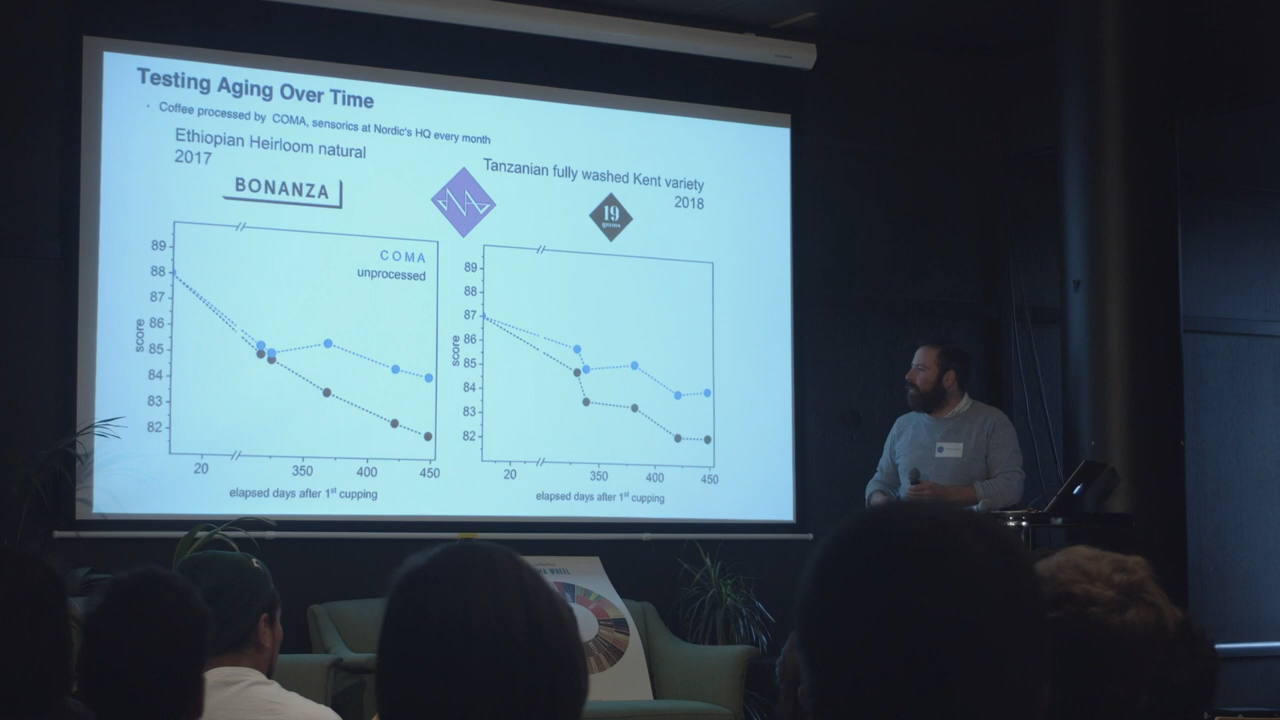 Testing Aging Over Time
· Coffee processed by COMA, sensorics at Nordic's HQ every month
Ethiopian Heirloom natural
2017
BONANZA
Tanzanian fully washed Kent variety
2018
NA
19
grams
COMA
unprocessed
89
88
87
86
85
84
83
82
score
20
350
400
450
elapsed days after 1st cupping
89
88
87
86
85
84
83
82
score
20
350
400
450
elapsed days after 1st cupping
WHEEL